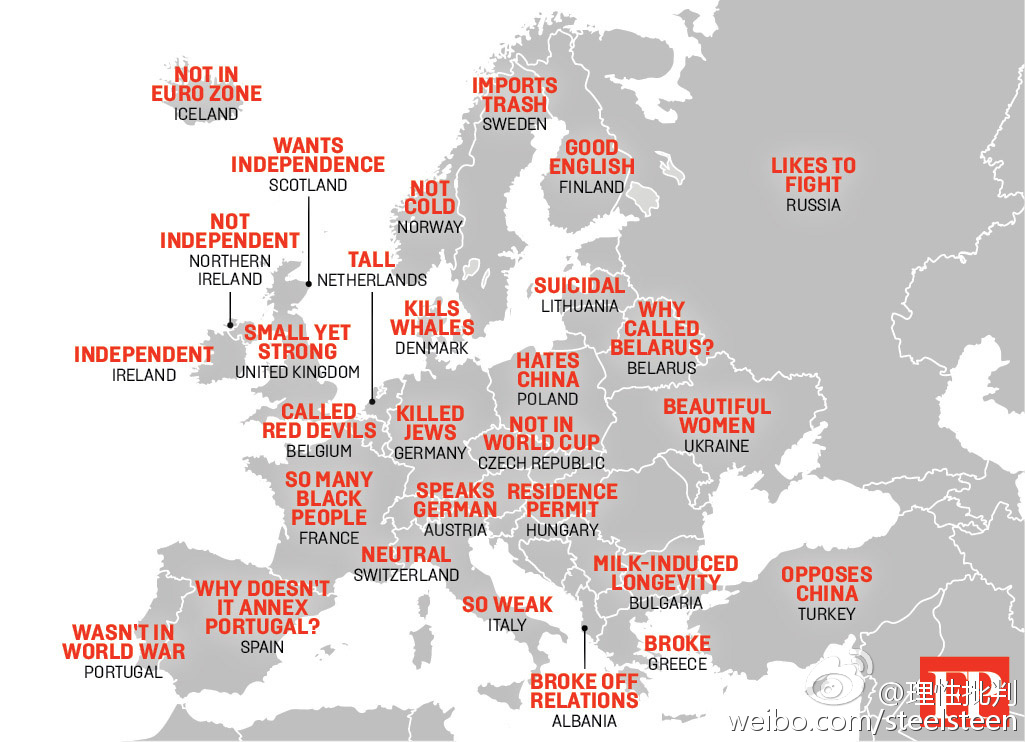 NOT IN
EURO ZONE
ICELAND
IMPORTS
TRASH
SWEDEN
WANTS
INDEPENDENCE
SCOTLAND
GOOD
ENGLISH
FINLAND
LIKES TO
FIGHT
RUSSIA
NOT
COLD
NORWAY
NOT
INDEPENDENT
NORTHERN
IRELAND
TALL
NETHERLANDS
SUICIDAL
LITHUANIA
KILLS
WHALES
DENMARK
WHY
CALLED
BELARUS?
BELARUS
INDEPENDENT
IRELAND
SMALL YET
STRONG
UNITED KINGDOM
HATES
CHINA
POLAND
CALLED
RED DEVILS
BELGIUM
KILLED
JEWS
GERMANY
NOT IN
WORLD CUP
CZECH REPUBLIC
BEAUTIFUL
WOMEN
UKRAINE
SO MANY
BLACK
PEOPLE
FRANCE
SPEAKS
GERMAN
AUSTRIA
RESIDENCE
PERMIT
HUNGARY
NEUTRAL
SWITZERLAND
MILK-INDUCED
LONGEVITY
BULGARIA
OPPOSES
CHINA
TURKEY
WHY DOESN'T
IT ANNEX
PORTUGAL?
SPAIN
SO WEAK
ITALY
WASN'T IN
WORLD WAR
PORTUGAL
BROKE
GREECE
BROKE OFF
RELATIONS
ALBANIA
FP
@理性批判
weibo.com/steelsteen